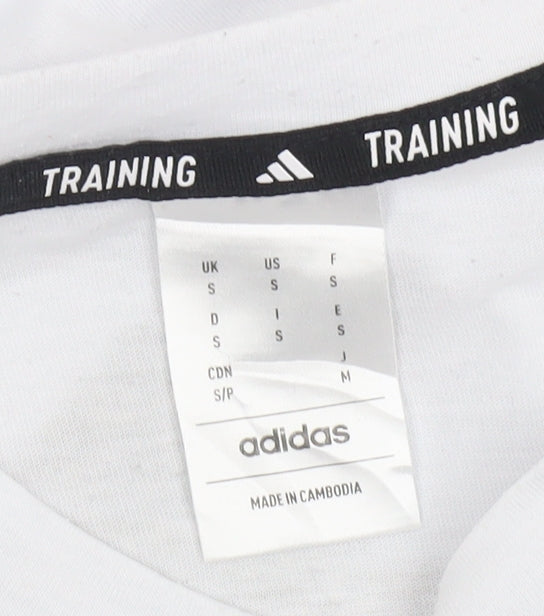 TRAINING TRAINING
UK US F
S S S
D I E
S S S
CDN J
S/P M
adidas
MADE IN CAMBODIA